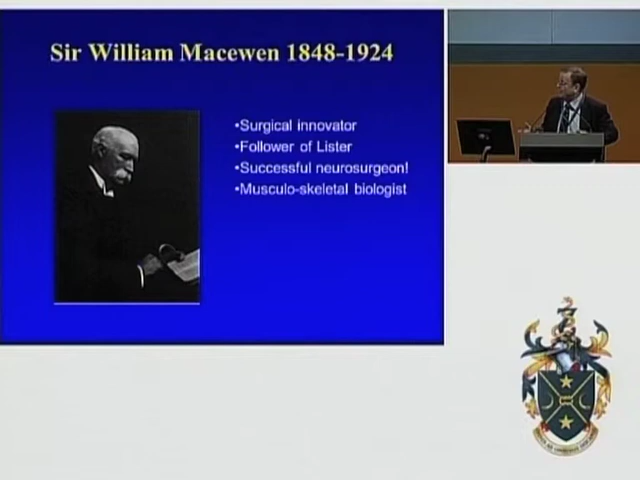 Sir William Macewen 1848-1924
•Surgical innovator
•Follower of Lister
•Successful neurosurgeon!
•Musculo-skeletal biologist